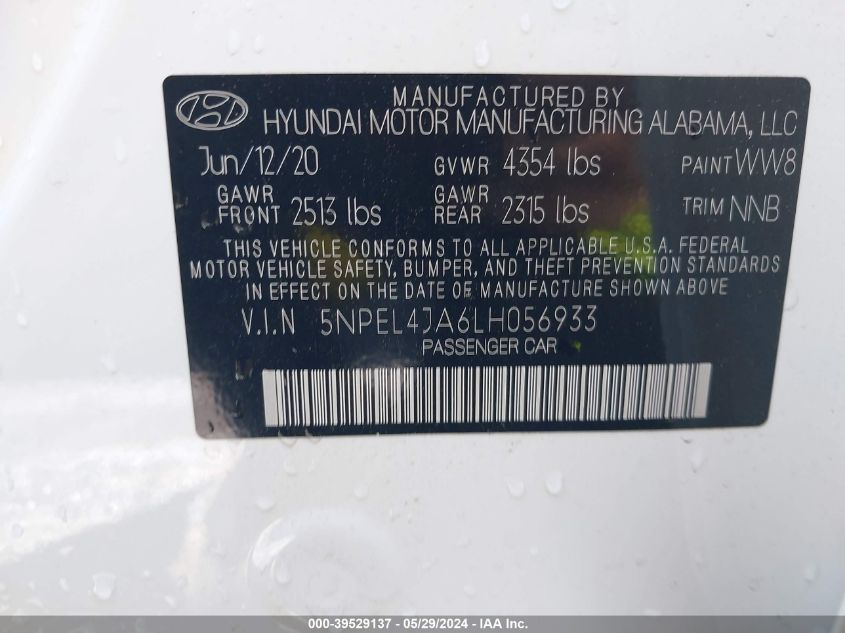 MANUFACTURED BY
HYUNDAI MOTOR MANUFACTURING ALABAMA, LLC
Jun/12/20 GVWR 4354 lbs PAINT WW8
GAWR FRONT 2513 lbs GAWR REAR 2315 lbs TRIM NNB
THIS VEHICLE CONFORMS TO ALL APPLICABLE U.S.A. FEDERAL
MOTOR VEHICLE SAFETY, BUMPER, AND THEFT PREVENTION STANDARDS
IN EFFECT ON THE DATE OF MANUFACTURE SHOWN ABOVE
V.I.N 5NPEL4JA6LH056933
PASSENGER CAR
000-39529137 - 05/29/2024 - IAA Inc.